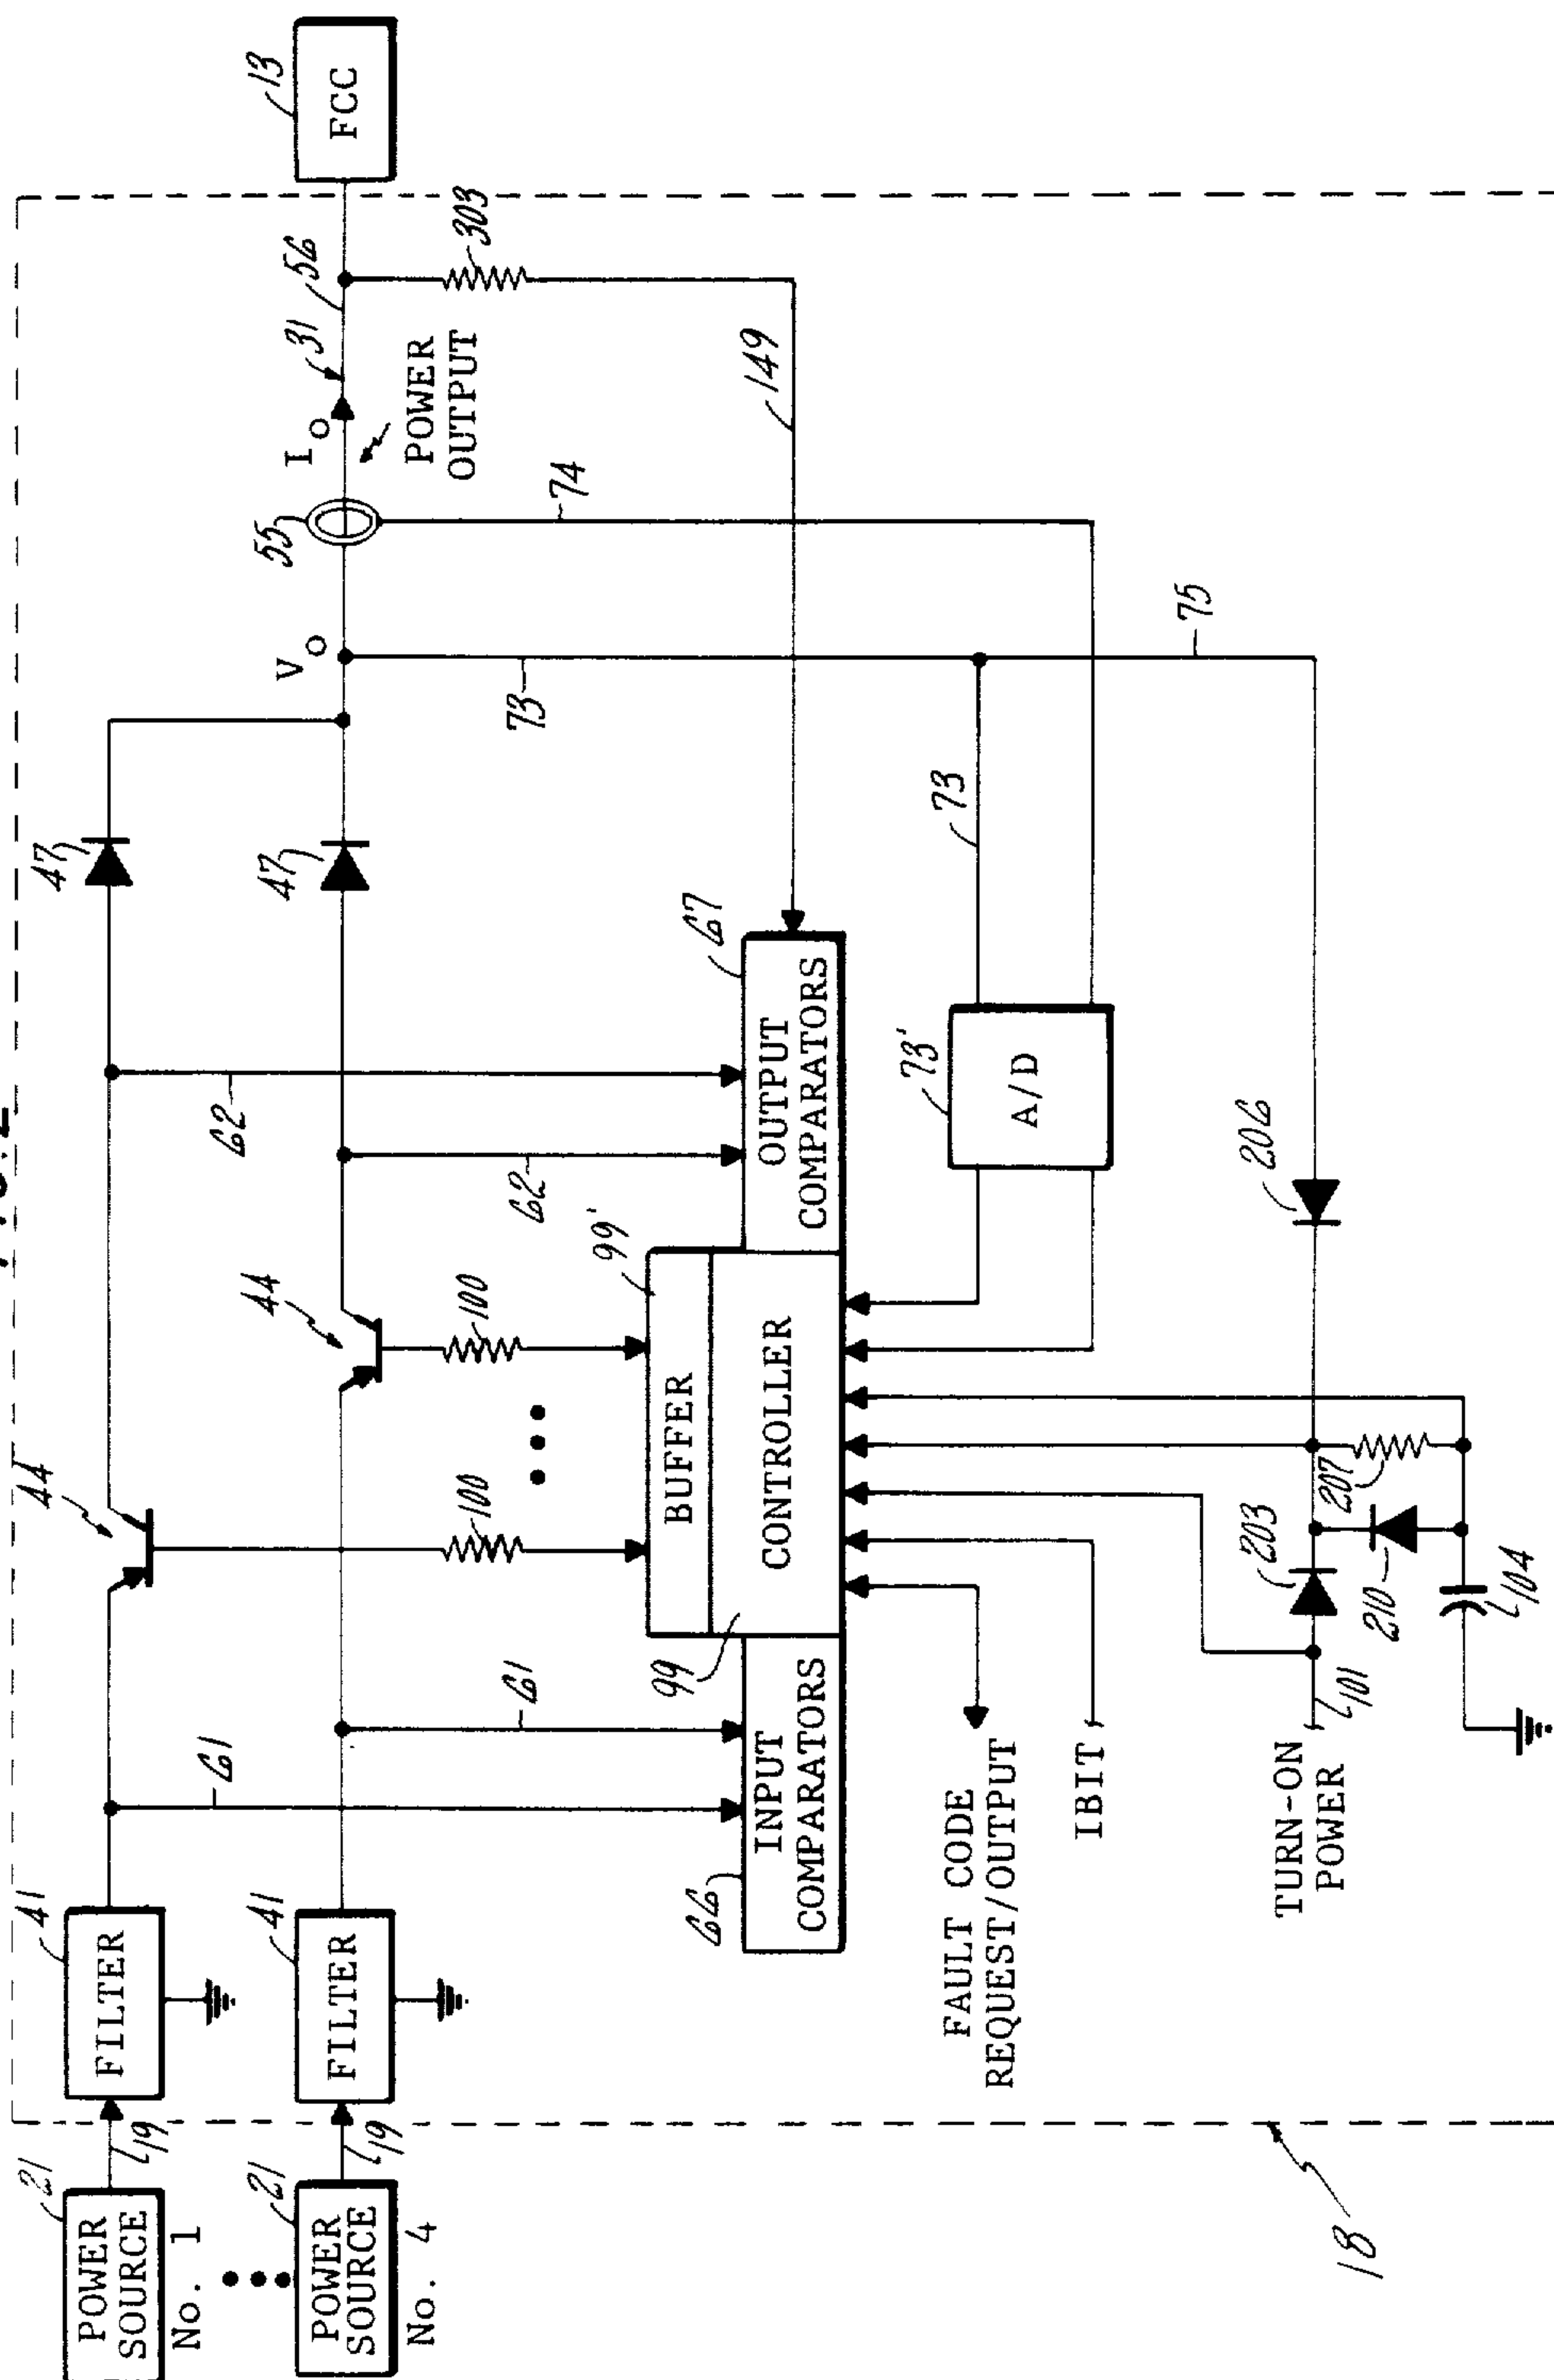 21
POWER
SOURCE
No. 1
19
41
FILTER
61
44
62
47
21
POWER
SOURCE
No. 4
19
41
FILTER
61
44
62
47
V O
55
I O
31
56
13
FCC
POWER
OUTPUT
303
100
100
99'
BUFFER
99
CONTROLLER
66
INPUT
COMPARATORS
67
OUTPUT
COMPARATORS
149
73
74
73
73'
A/D
75
FAULT CODE
REQUEST/OUTPUT
IBIT
TURN-ON
POWER
101
203
210
207
206
104
18